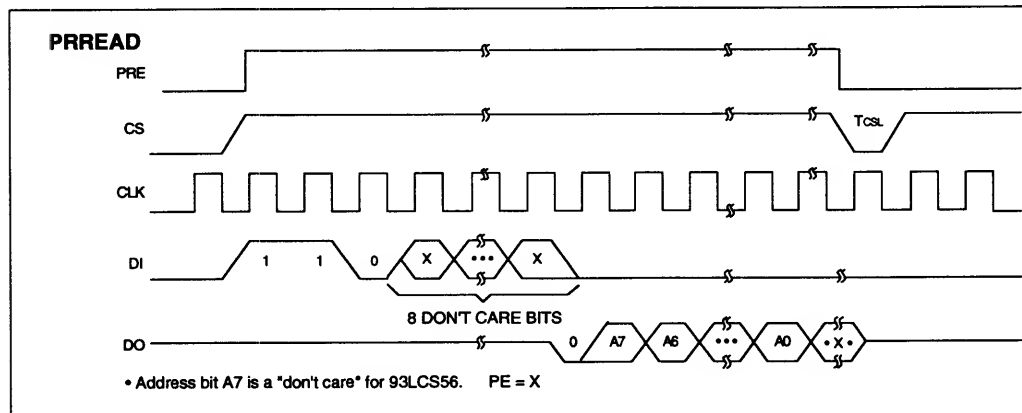 PRREAD
PRE
CS
TCSL
CLK
DI
1 1 0 X ••• X
8 DON'T CARE BITS
DO
0 A7 A6 ••• A0 • X •
• Address bit A7 is a "don't care" for 93LCS56. PE = X